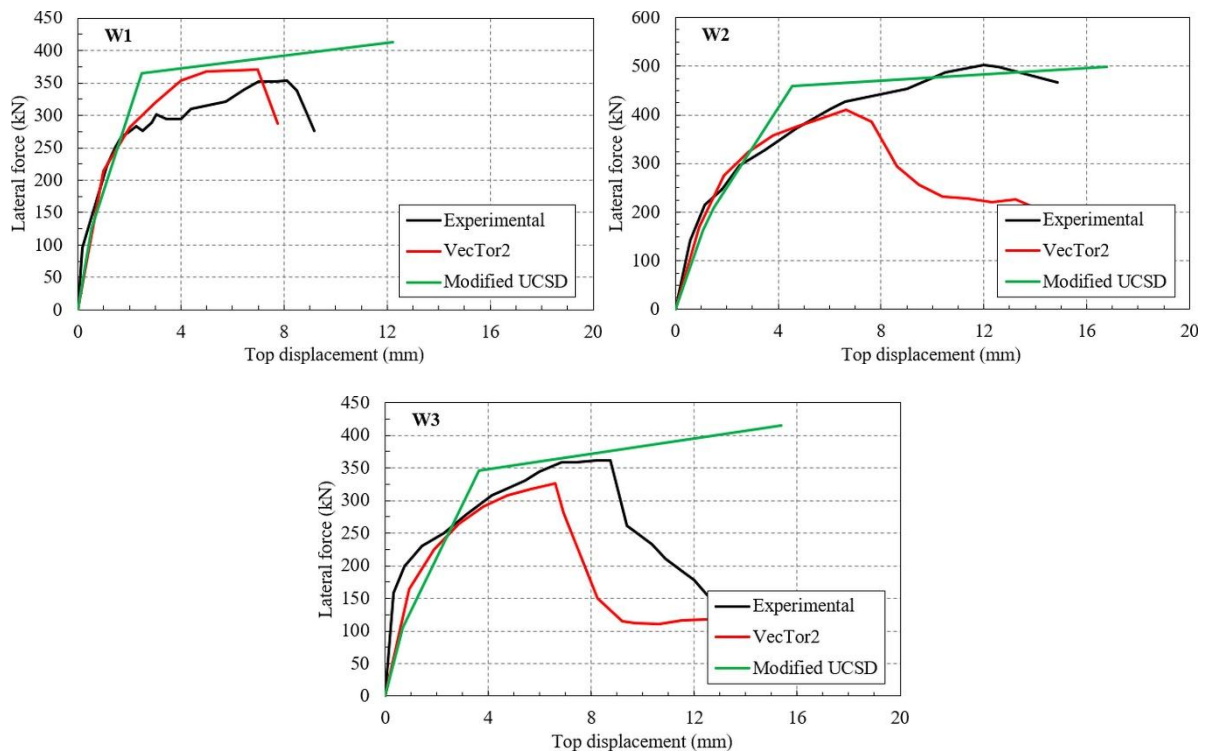 W1
Lateral force (kN)
450
400
350
300
250
200
150
100
50
0
0 4 8 12 16 20
Top displacement (mm)
Experimental
VecTor2
Modified UCSD
W2
Lateral force (kN)
600
500
400
300
200
100
0
0 4 8 12 16 20
Top displacement (mm)
Experimental
VecTor2
Modified UCSD
W3
Lateral force (kN)
450
400
350
300
250
200
150
100
50
0
0 4 8 12 16 20
Top displacement (mm)
Experimental
VecTor2
Modified UCSD